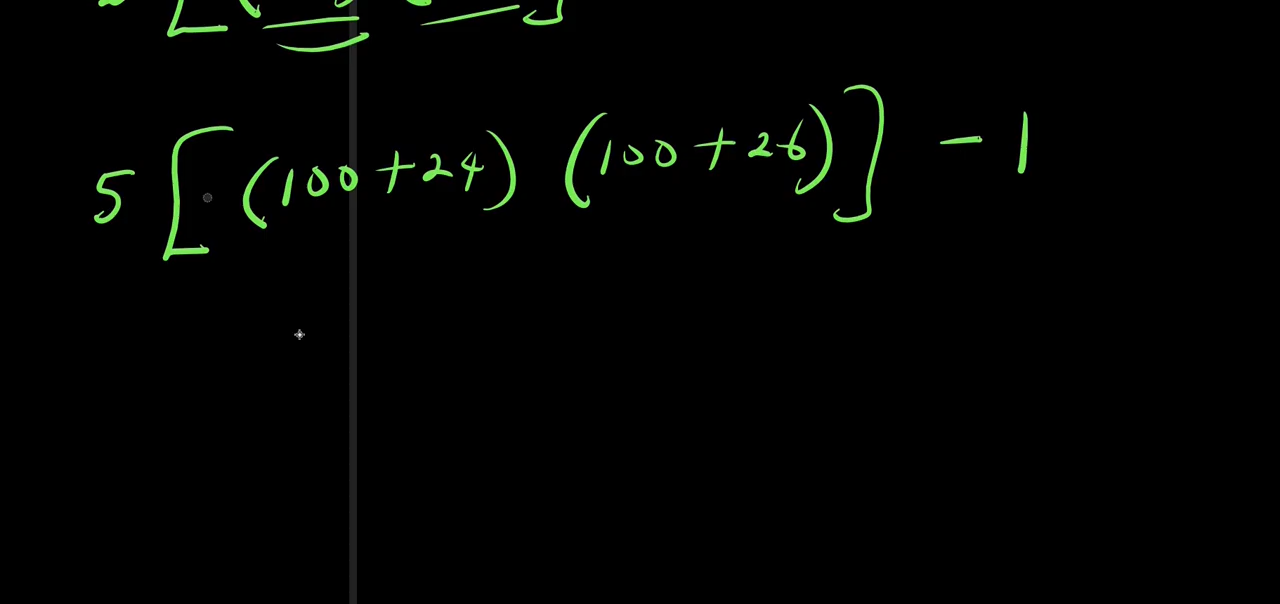 5 [ (100 + 24) (100 + 26) ] - 1